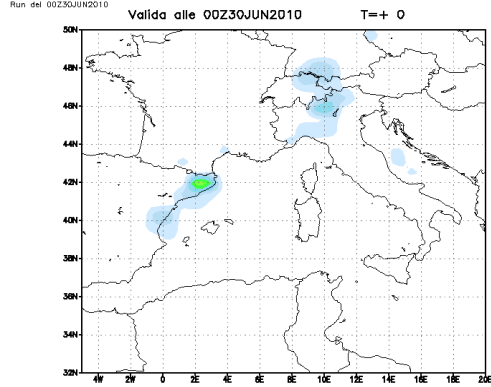 Run del 00Z30JUN2010
Valida alle 00Z30JUN2010 T=+ 0
50N
48N
46N
44N
42N
40N
38N
36N
34N
32N
4W 2W 0 2E 4E 6E 8E 10E 12E 14E 16E 18E 20E